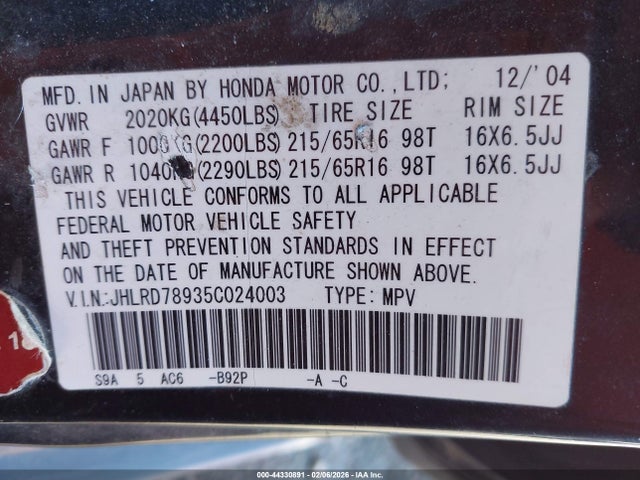 MFD. IN JAPAN BY HONDA MOTOR CO.,LTD; 12/'04
GVWR 2020KG(4450LBS) TIRE SIZE RIM SIZE
GAWR F 1000KG(2200LBS) 215/65R16 98T 16X6.5JJ
GAWR R 1040KG(2290LBS) 215/65R16 98T 16X6.5JJ
THIS VEHICLE CONFORMS TO ALL APPLICABLE
FEDERAL MOTOR VEHICLE SAFETY
AND THEFT PREVENTION STANDARDS IN EFFECT
ON THE DATE OF MANUFACTURE SHOWN ABOVE.
V.I.N.:JHLRD78935C024003 TYPE: MPV
S9A 5 AC6 -B92P -A -C
000-44330891 - 02/06/2026 - IAA Inc.